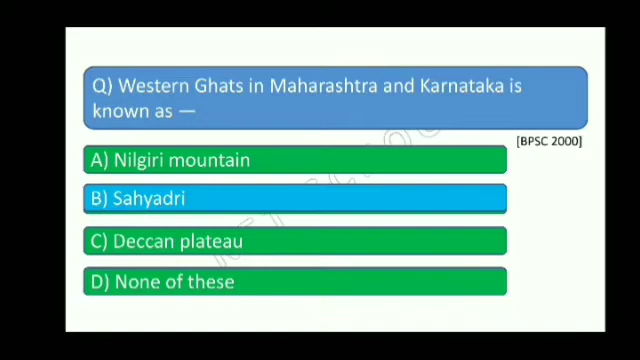 Q) Western Ghats in Maharashtra and Karnataka is
known as —
[BPSC 2000]
A) Nilgiri mountain
B) Sahyadri
C) Deccan plateau
D) None of these